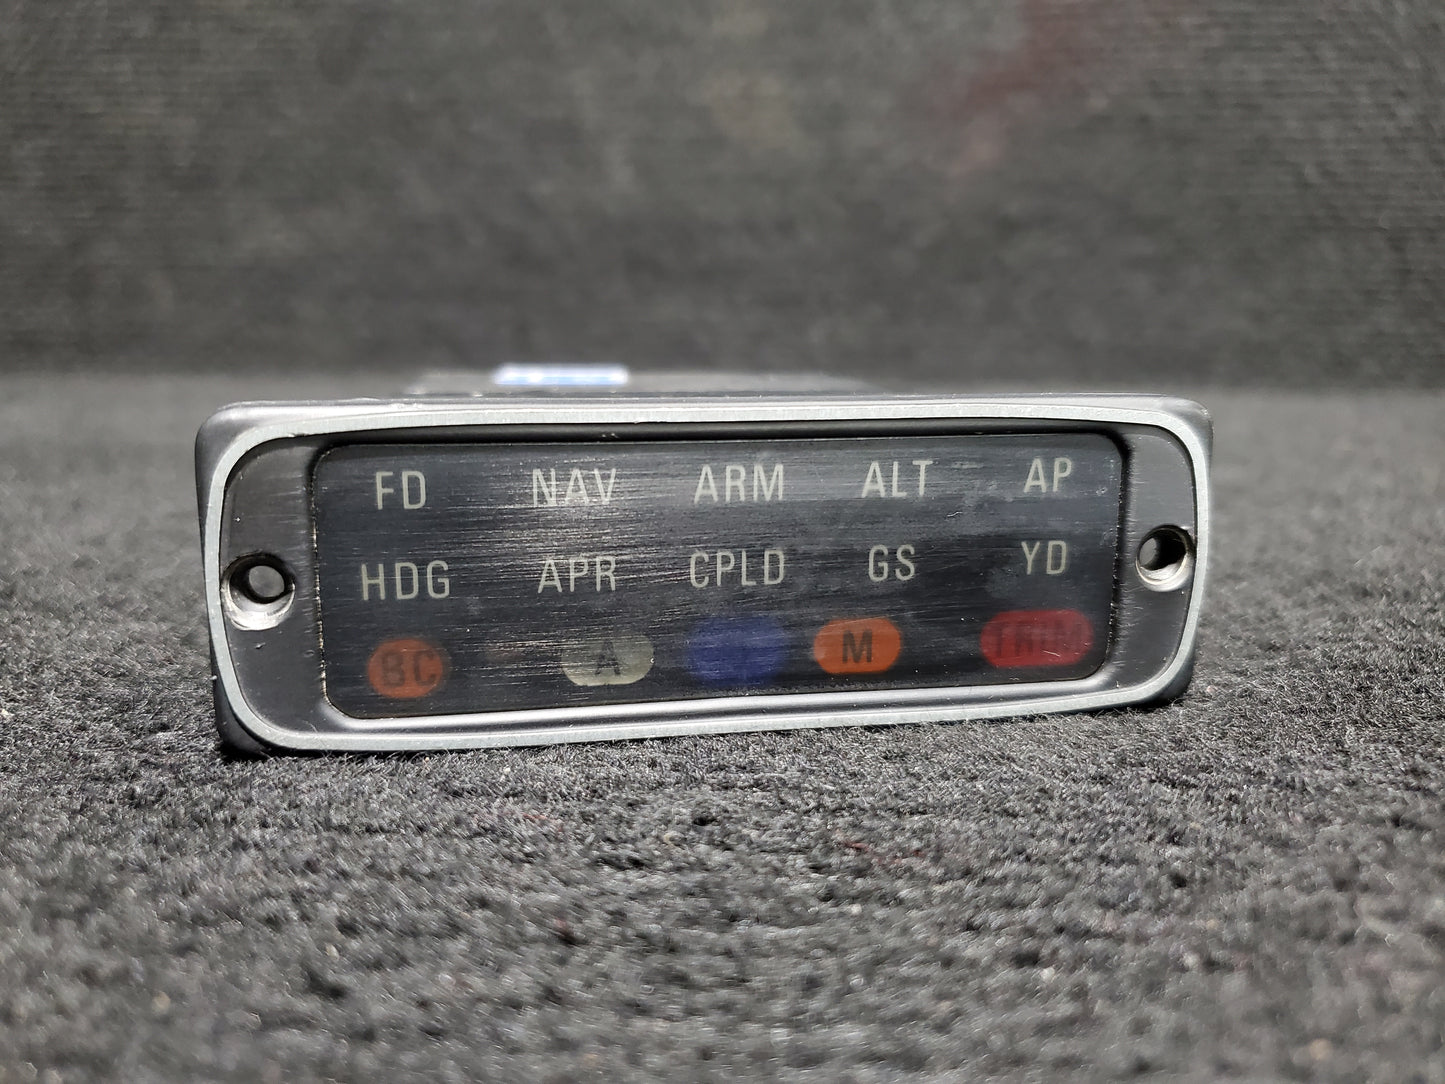 FD NAV ARM ALT AP
HDG APR CPLD GS YD
BC A M TRIM